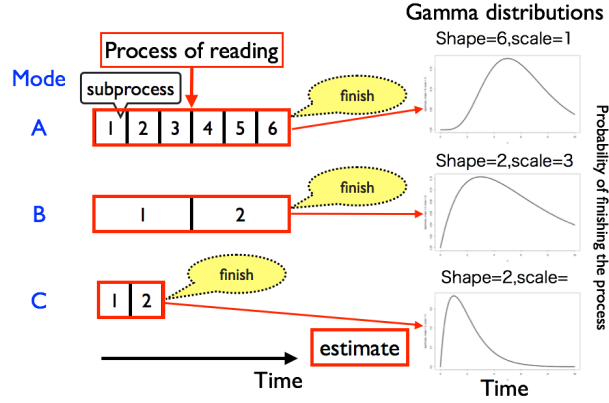 Gamma distributions
Process of reading
Shape=6,scale=1
Mode
subprocess
finish
A
1 2 3 4 5 6
Shape=2,scale=3
finish
B
1 2
Probability of finishing the process
finish
Shape=2,scale=
C
1 2
estimate
Time
Time